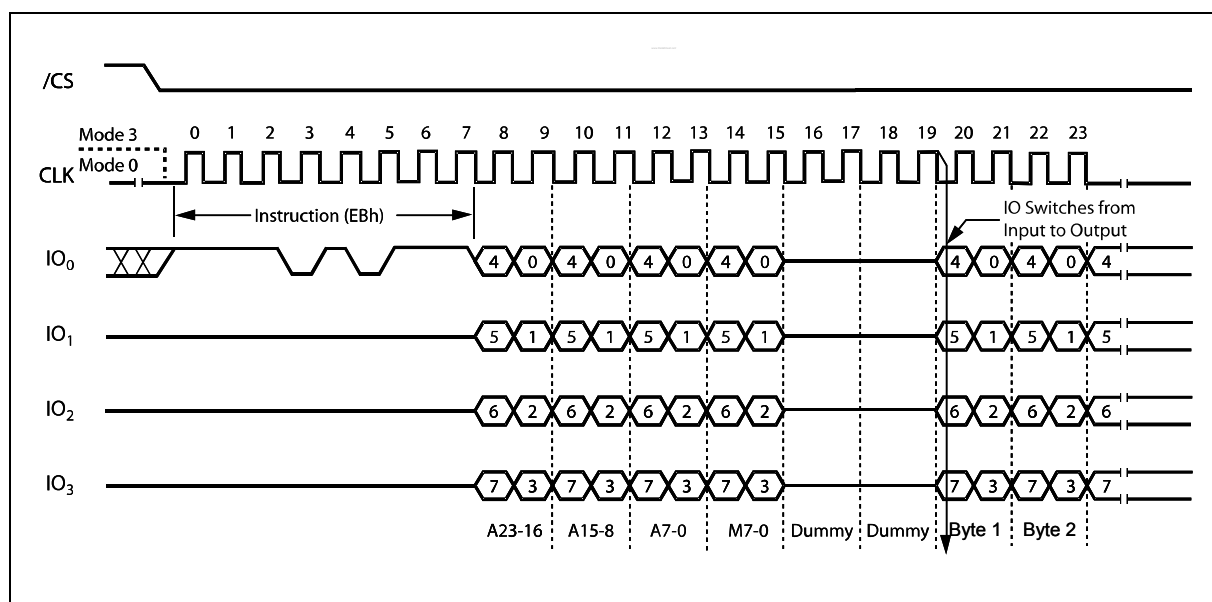 /CS
Mode 3
0 1 2 3 4 5 6 7 8 9 10 11 12 13 14 15 16 17 18 19 20 21 22 23
Mode 0
CLK
Instruction (EBh)
IO Switches from
Input to Output
IO0
4 0 4 0 4 0 4 0 4 0 4 0 4
IO1
5 1 5 1 5 1 5 1 5 1 5 1 5
IO2
6 2 6 2 6 2 6 2 6 2 6 2 6
IO3
7 3 7 3 7 3 7 3 7 3 7 3 7
A23-16 A15-8 A7-0 M7-0 Dummy Dummy Byte 1 Byte 2